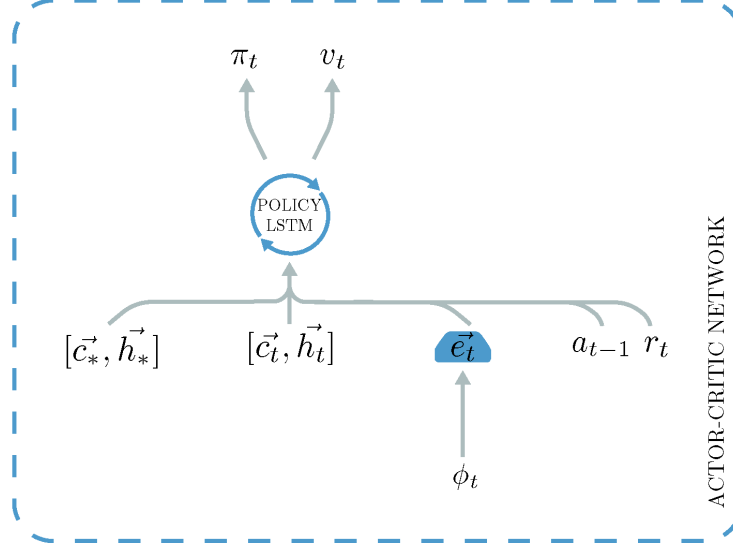 π_t v_t
POLICY
LSTM
[c⃗_*, h⃗_*] [c⃗_t, h⃗_t] e⃗_t a_{t−1} r_t
ϕ_t
ACTOR-CRITIC NETWORK